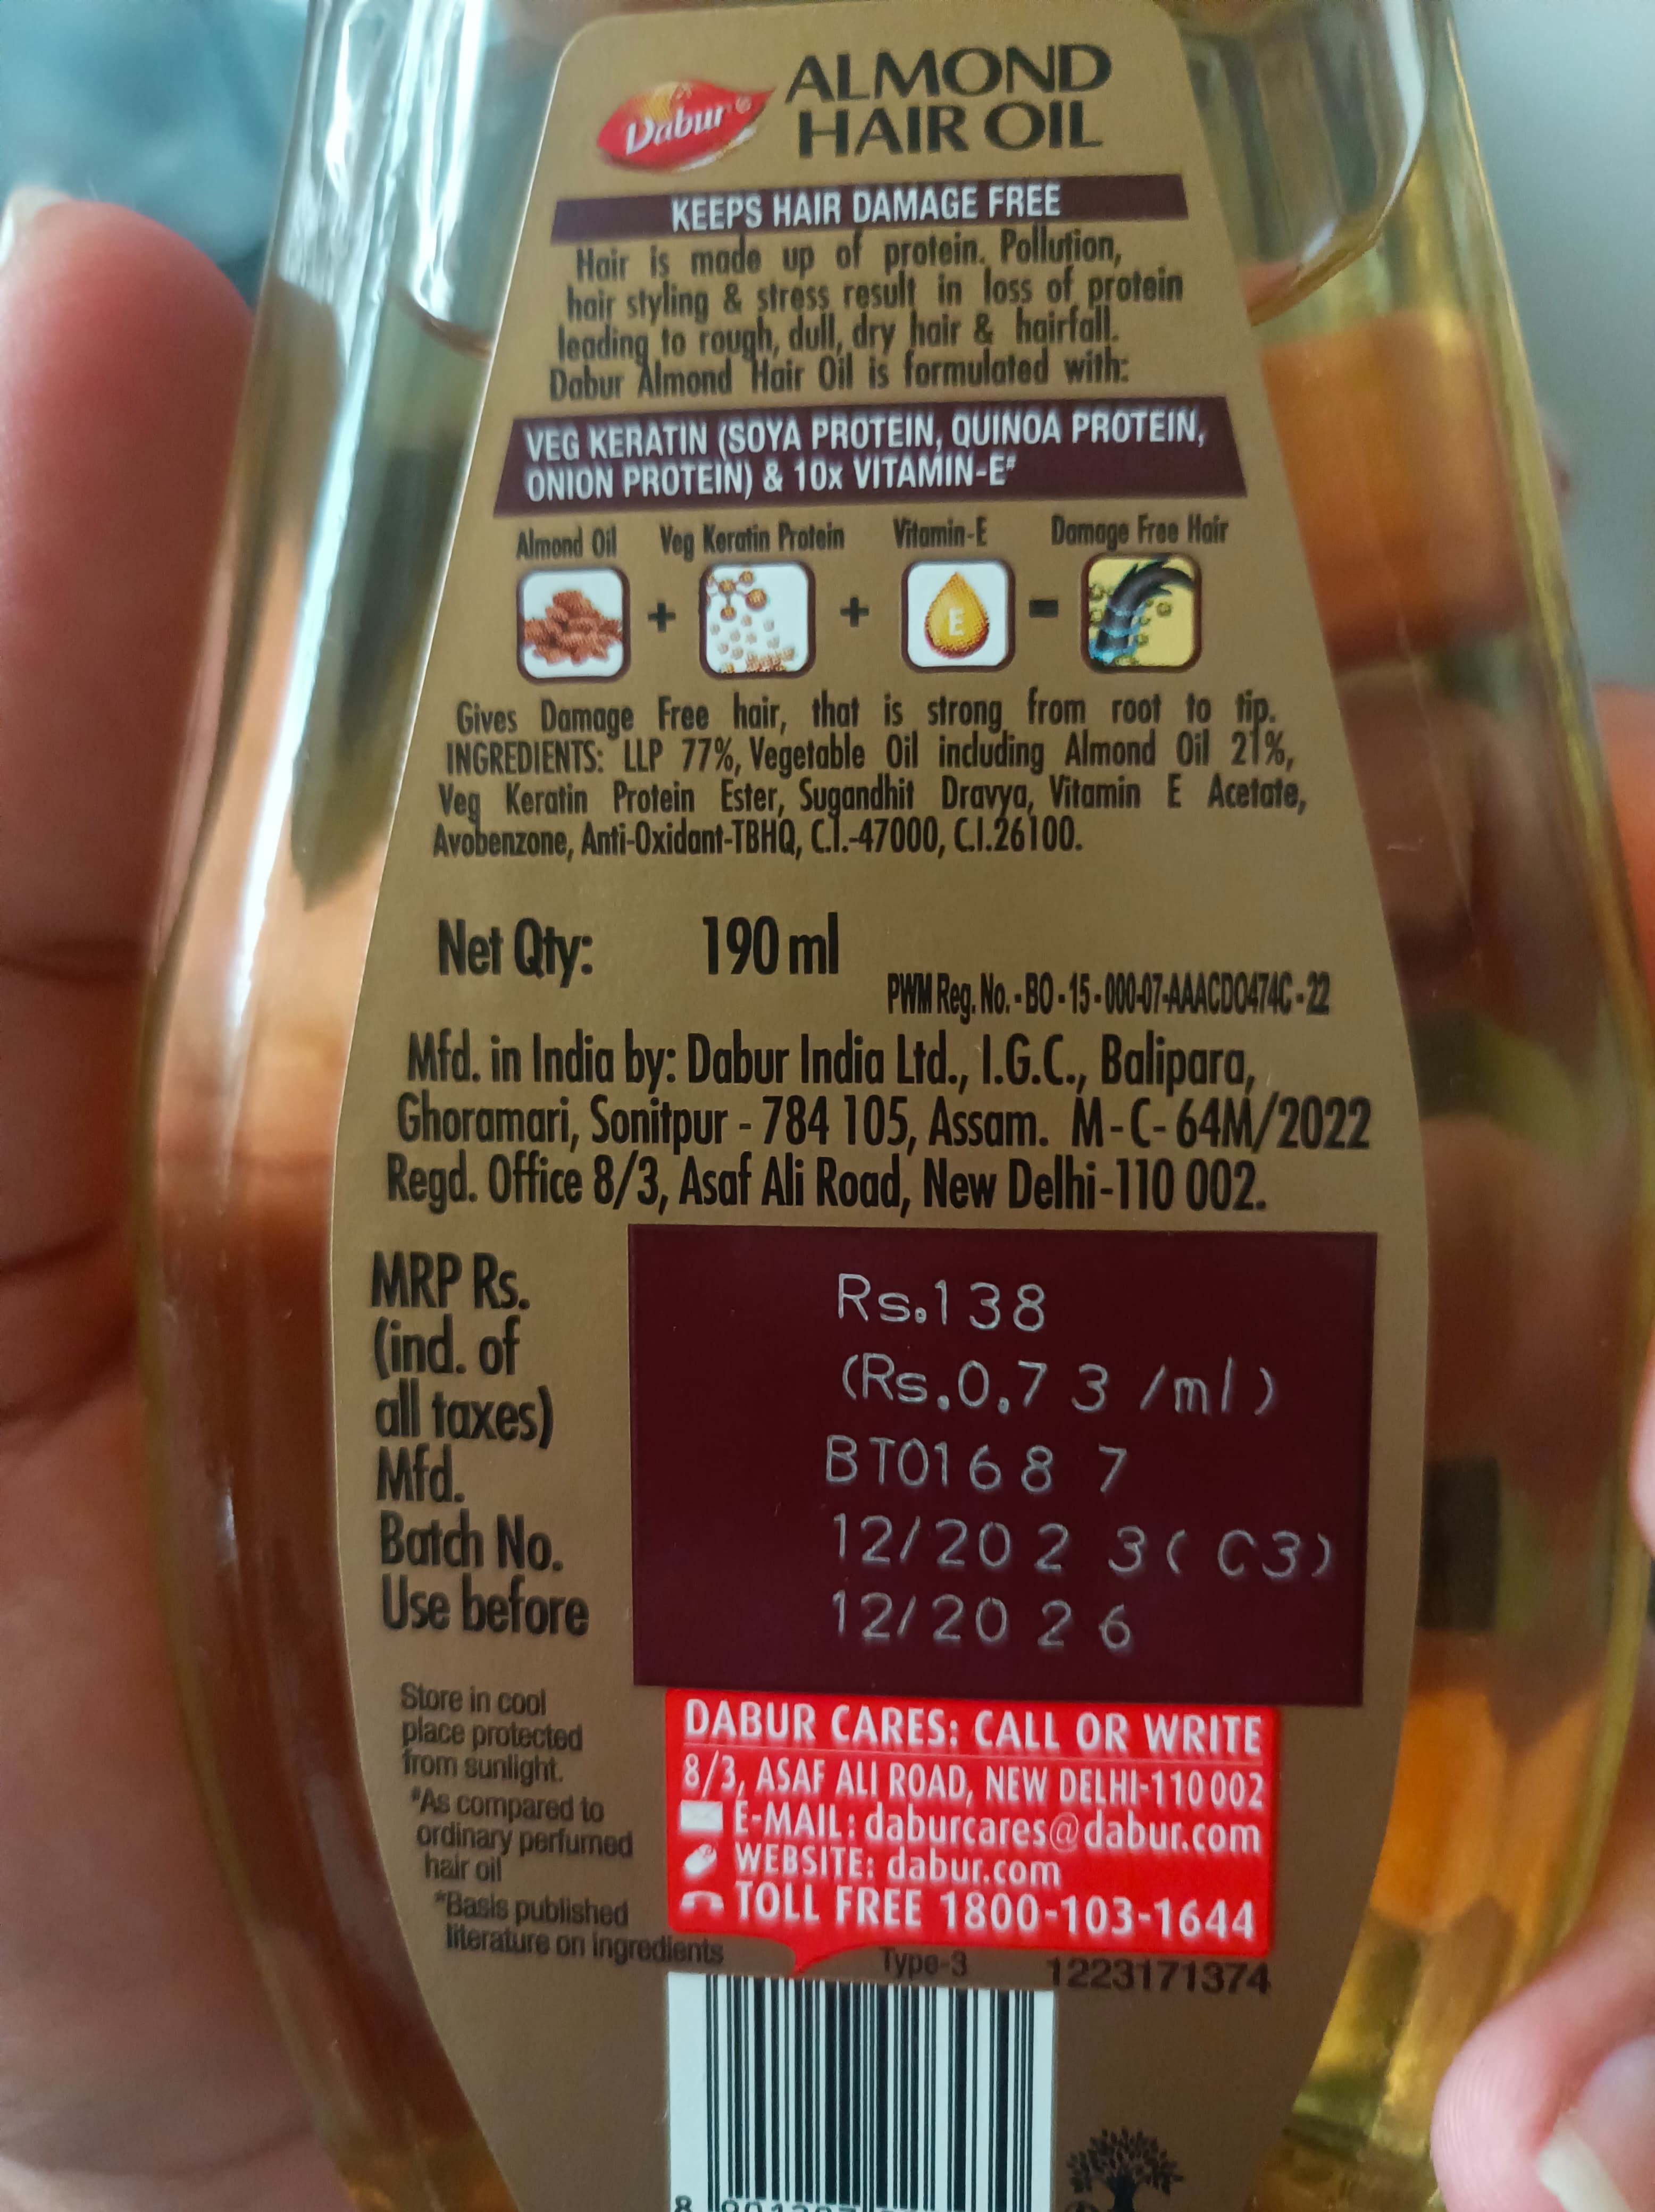 Dabur
ALMOND
HAIR OIL
KEEPS HAIR DAMAGE FREE
Hair is made up of protein. Pollution,
hair styling & stress result in loss of protein
leading to rough, dull, dry hair & hairfall.
Dabur Almond Hair Oil is formulated with:
VEG KERATIN (SOYA PROTEIN, QUINOA PROTEIN,
ONION PROTEIN) & 10x VITAMIN-E#
Almond Oil Veg Keratin Protein Vitamin-E Damage Free Hair
+ + E =
Gives Damage Free hair, that is strong from root to tip.
INGREDIENTS: LLP 77%, Vegetable Oil including Almond Oil 21%,
Veg Keratin Protein Ester, Sugandhit Dravya, Vitamin E Acetate,
Avobenzone, Anti-Oxidant-TBHQ, C.I.-47000, C.I.26100.
Net Qty: 190 ml
PWM Reg. No. - BO - 15 - 000-07-AAACDO474C - 22
Mfd. in India by: Dabur India Ltd., I.G.C., Balipara,
Ghoramari, Sonitpur - 784 105, Assam. M - C - 64M/2022
Regd. Office 8/3, Asaf Ali Road, New Delhi-110 002.
MRP Rs. Rs.138
(ind. of (Rs.0.73/ml)
all taxes)
Mfd. BT01687
Batch No. 12/2023(C3)
Use before 12/2026
Store in cool
place protected
from sunlight.
#As compared to
ordinary perfumed
hair oil
*Basis published
literature on ingredients
DABUR CARES: CALL OR WRITE
8/3, ASAF ALI ROAD, NEW DELHI-110 002
E-MAIL: daburcares@dabur.com
WEBSITE: dabur.com
TOLL FREE 1800-103-1644
Type-3 1223171374